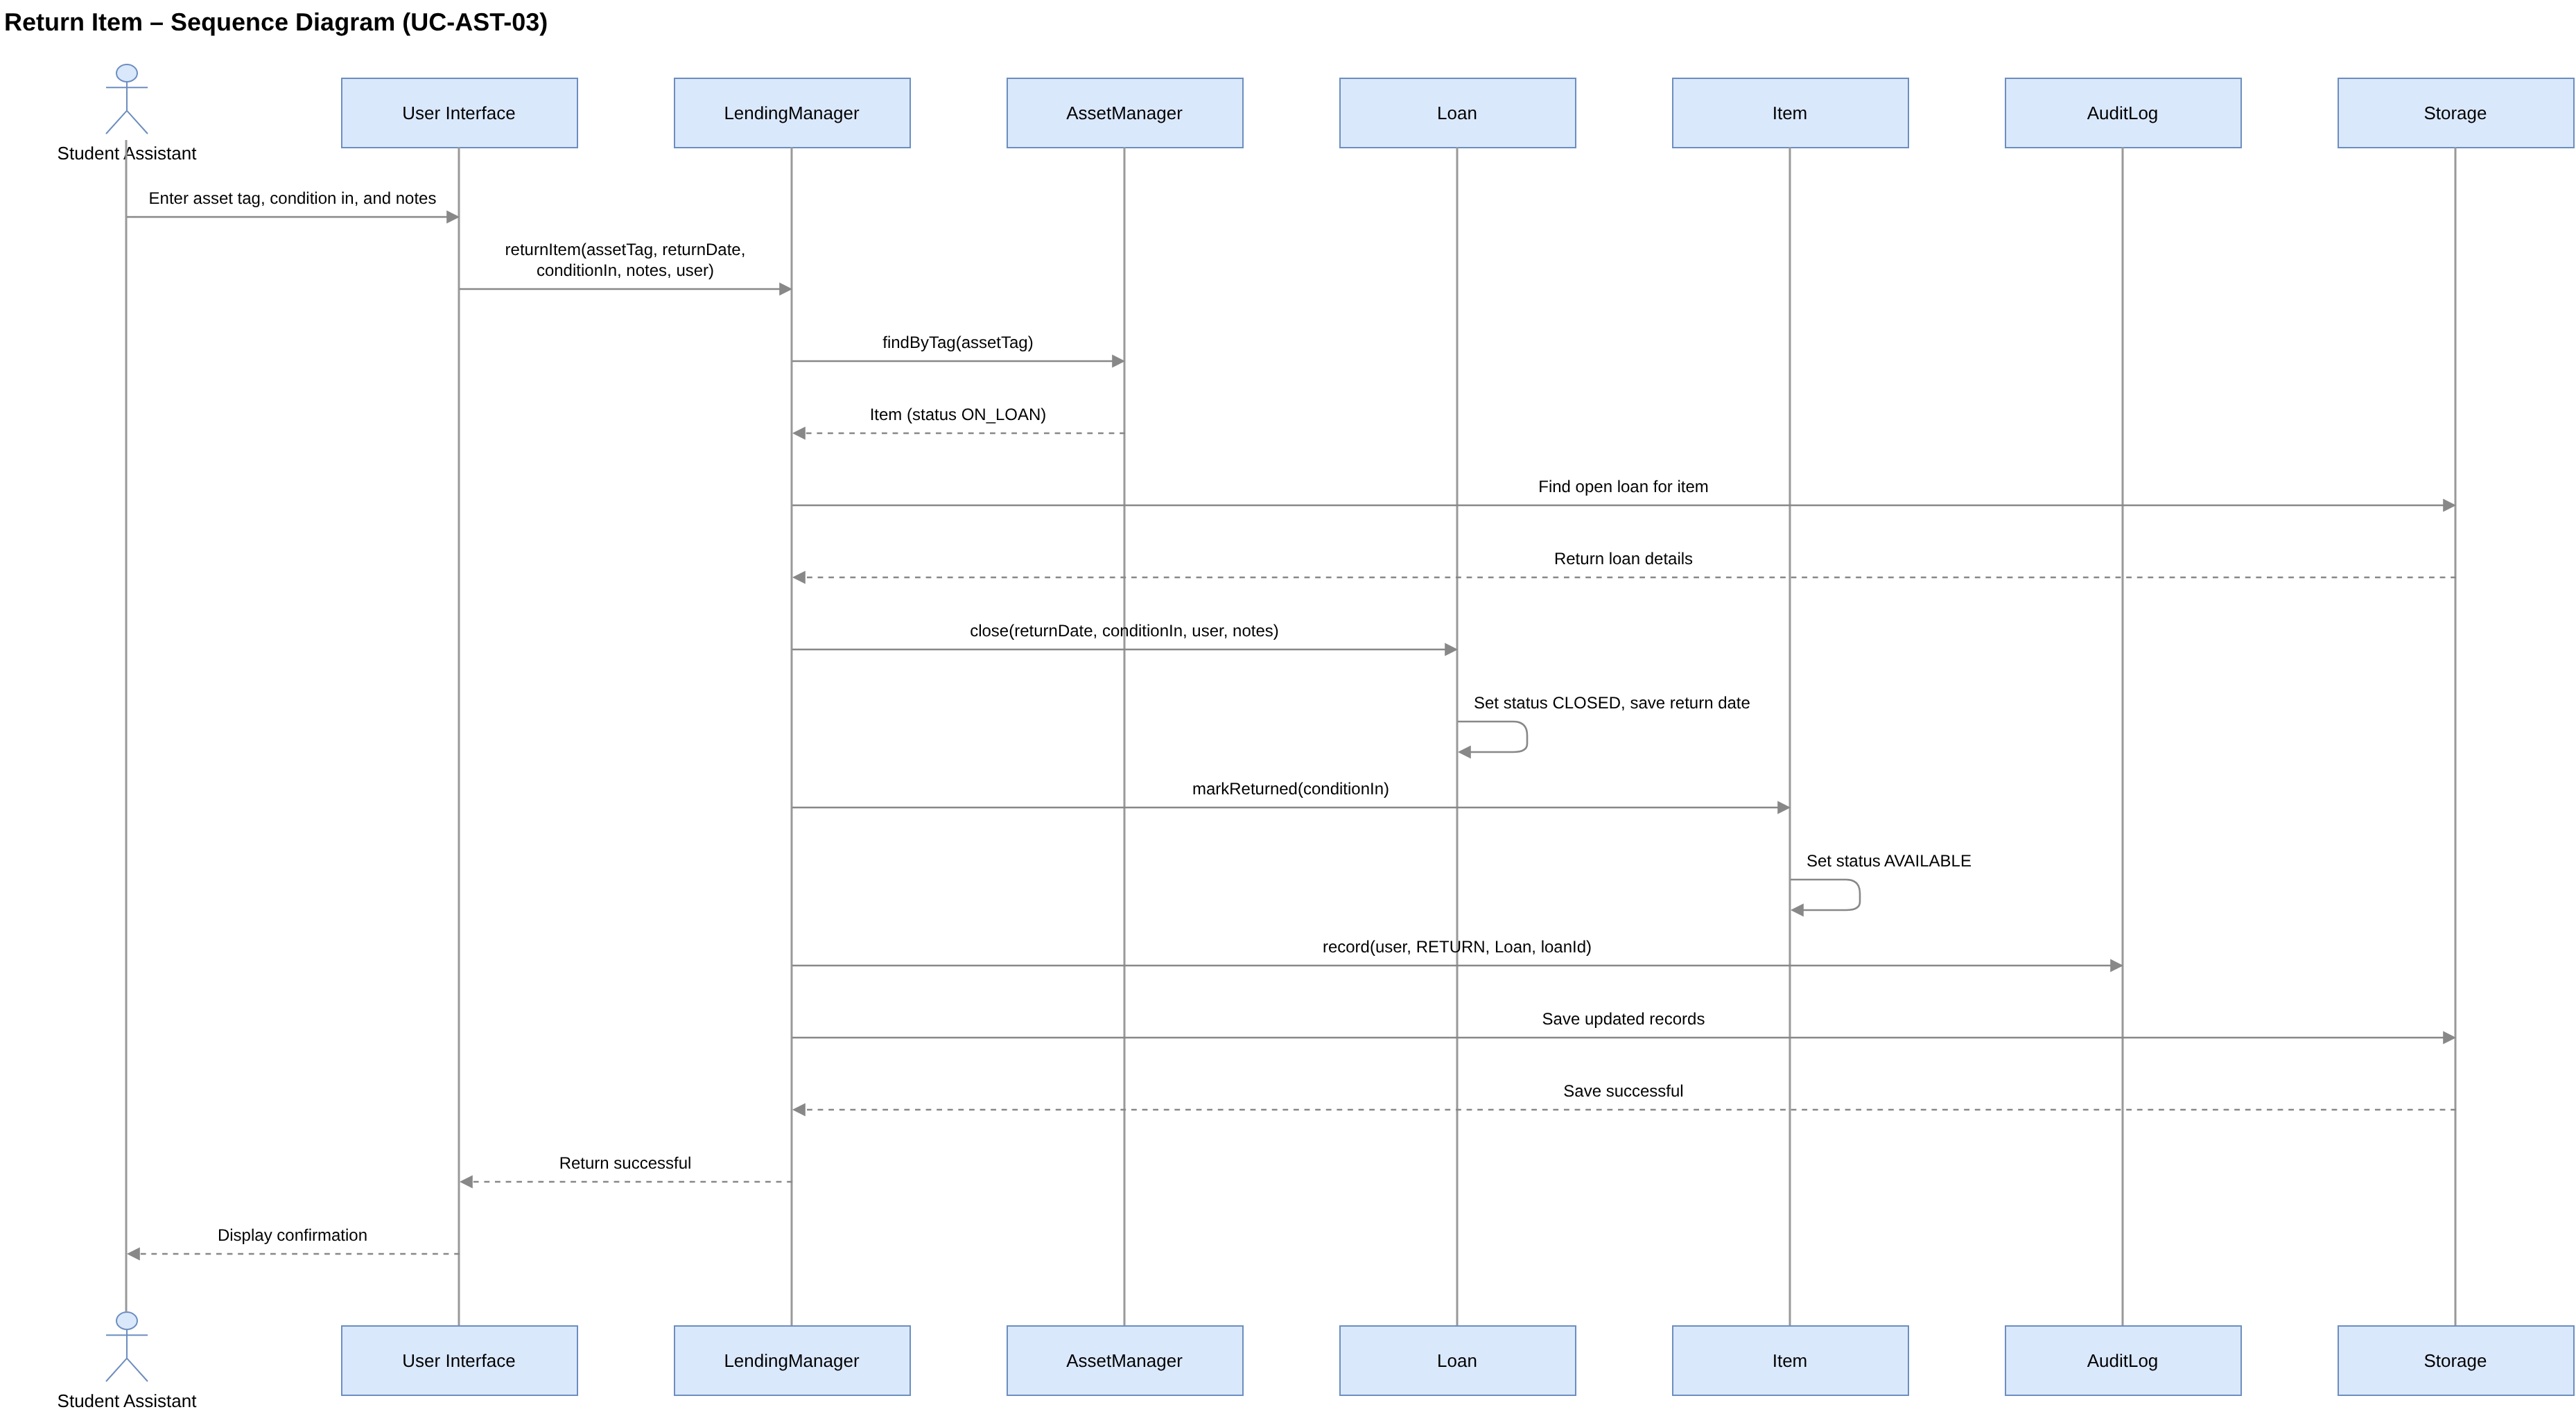 Return Item – Sequence Diagram (UC-AST-03)
Student Assistant
User Interface
LendingManager
AssetManager
Loan
Item
AuditLog
Storage
Enter asset tag, condition in, and notes
returnItem(assetTag, returnDate,
conditionIn, notes, user)
findByTag(assetTag)
Item (status ON_LOAN)
Find open loan for item
Return loan details
close(returnDate, conditionIn, user, notes)
Set status CLOSED, save return date
markReturned(conditionIn)
Set status AVAILABLE
record(user, RETURN, Loan, loanId)
Save updated records
Save successful
Return successful
Display confirmation
Student Assistant
User Interface
LendingManager
AssetManager
Loan
Item
AuditLog
Storage